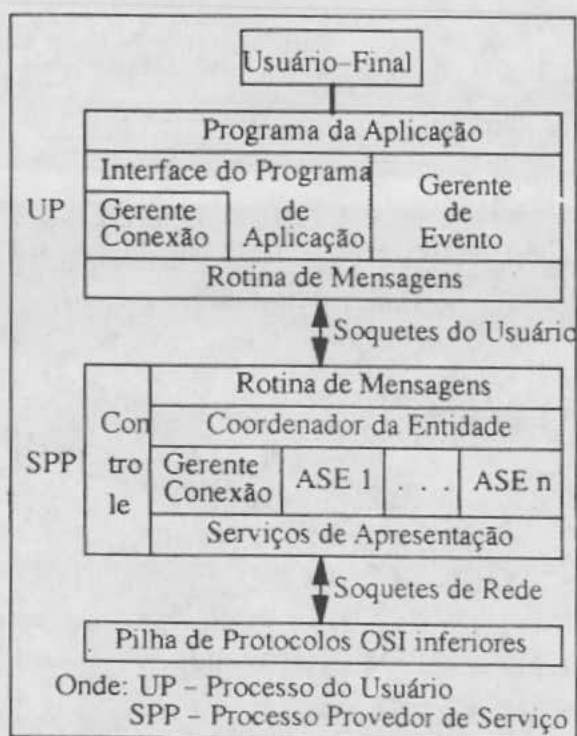 Usuário–Final
Programa da Aplicação
Interface do Programa
de
Aplicação
Gerente
Conexão
Gerente
de
Evento
UP
Rotina de Mensagens
Soquetes do Usuário
Rotina de Mensagens
Coordenador da Entidade
SPP
Con
tro
le
Gerente
Conexão
ASE 1
. . .
ASE n
Serviços de Apresentação
Soquetes de Rede
Pilha de Protocolos OSI inferiores
Onde: UP – Processo do Usuário
SPP – Processo Provedor de Serviço